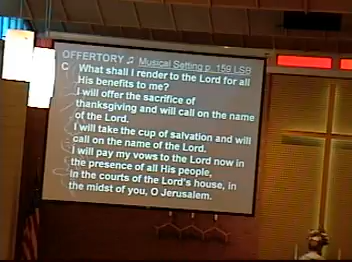 OFFERTORY ♫ Musical Setting p. 159 LSB
C What shall I render to the Lord for all
His benefits to me?
I will offer the sacrifice of
thanksgiving and will call on the name
of the Lord.
I will take the cup of salvation and will
call on the name of the Lord.
I will pay my vows to the Lord now in
the presence of all His people,
in the courts of the Lord's house, in
the midst of you, O Jerusalem.